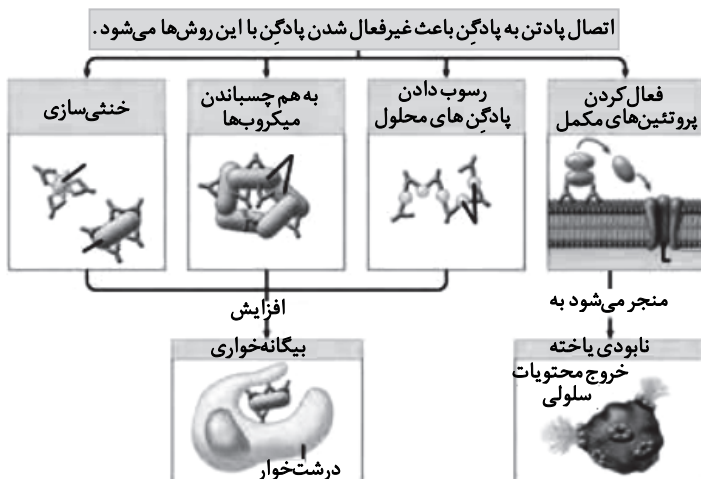 اتصال پادتن به پادگِن باعث غیرفعال شدن پادگِن با این روش‌ها می‌شود.
فعال کردن
پروتئین‌های مکمل
رسوب دادن
پادگِن های محلول
به هم چسباندن
میکروب‌ها
خنثی‌سازی
افزایش
منجر می‌شود به
بیگانه‌خواری
درشت‌خوار
نابودی یاخته
خروج محتویات
سلولی